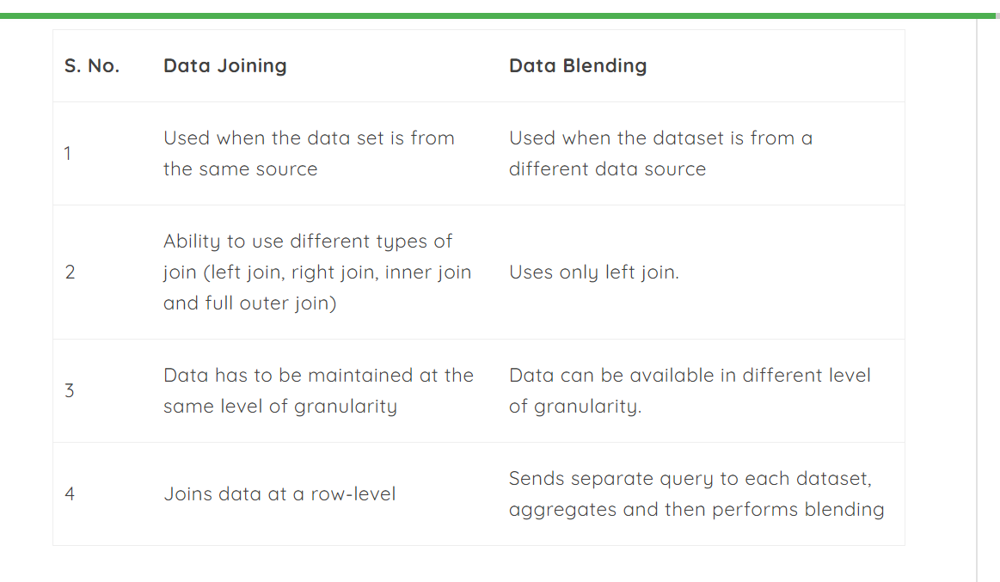 S. No.
Data Joining
Data Blending
1
Used when the data set is from
the same source
Used when the dataset is from a
different data source
2
Ability to use different types of
join (left join, right join, inner join
and full outer join)
Uses only left join.
3
Data has to be maintained at the
same level of granularity
Data can be available in different level
of granularity.
4
Joins data at a row-level
Sends separate query to each dataset,
aggregates and then performs blending